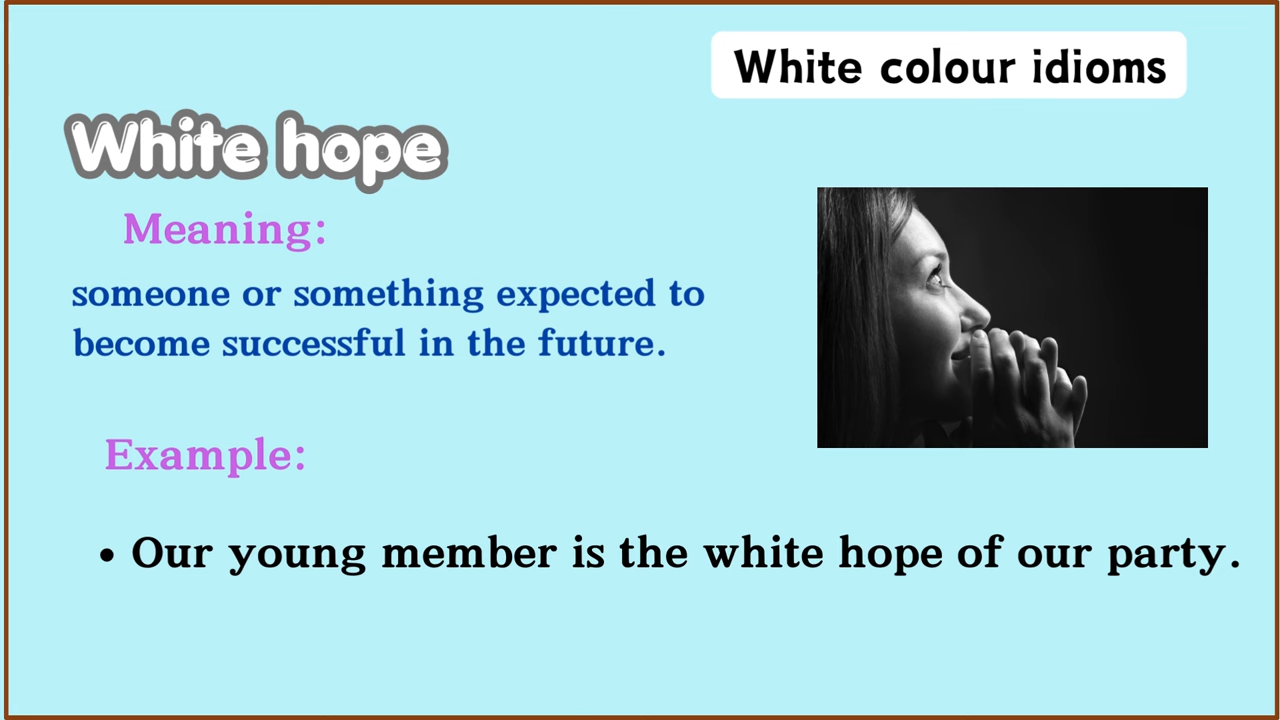 White colour idioms
White hope
Meaning:
someone or something expected to
become successful in the future.
Example:
• Our young member is the white hope of our party.